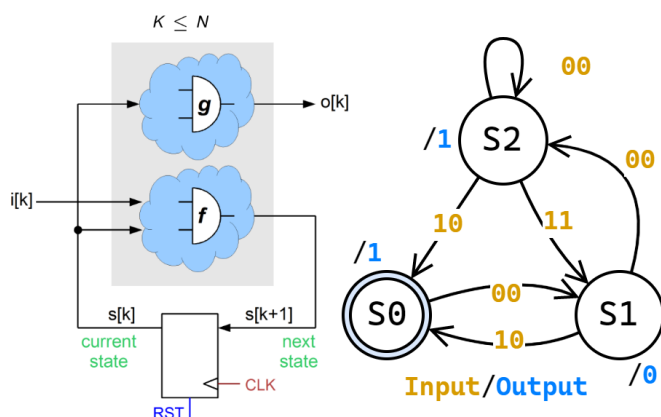 K ≤ N
g
o[k]
i[k]
f
s[k]
s[k+1]
current
state
next
state
CLK
RST
00
S2
/1
00
10
11
/1
S0
00
S1
10
/0
Input/Output